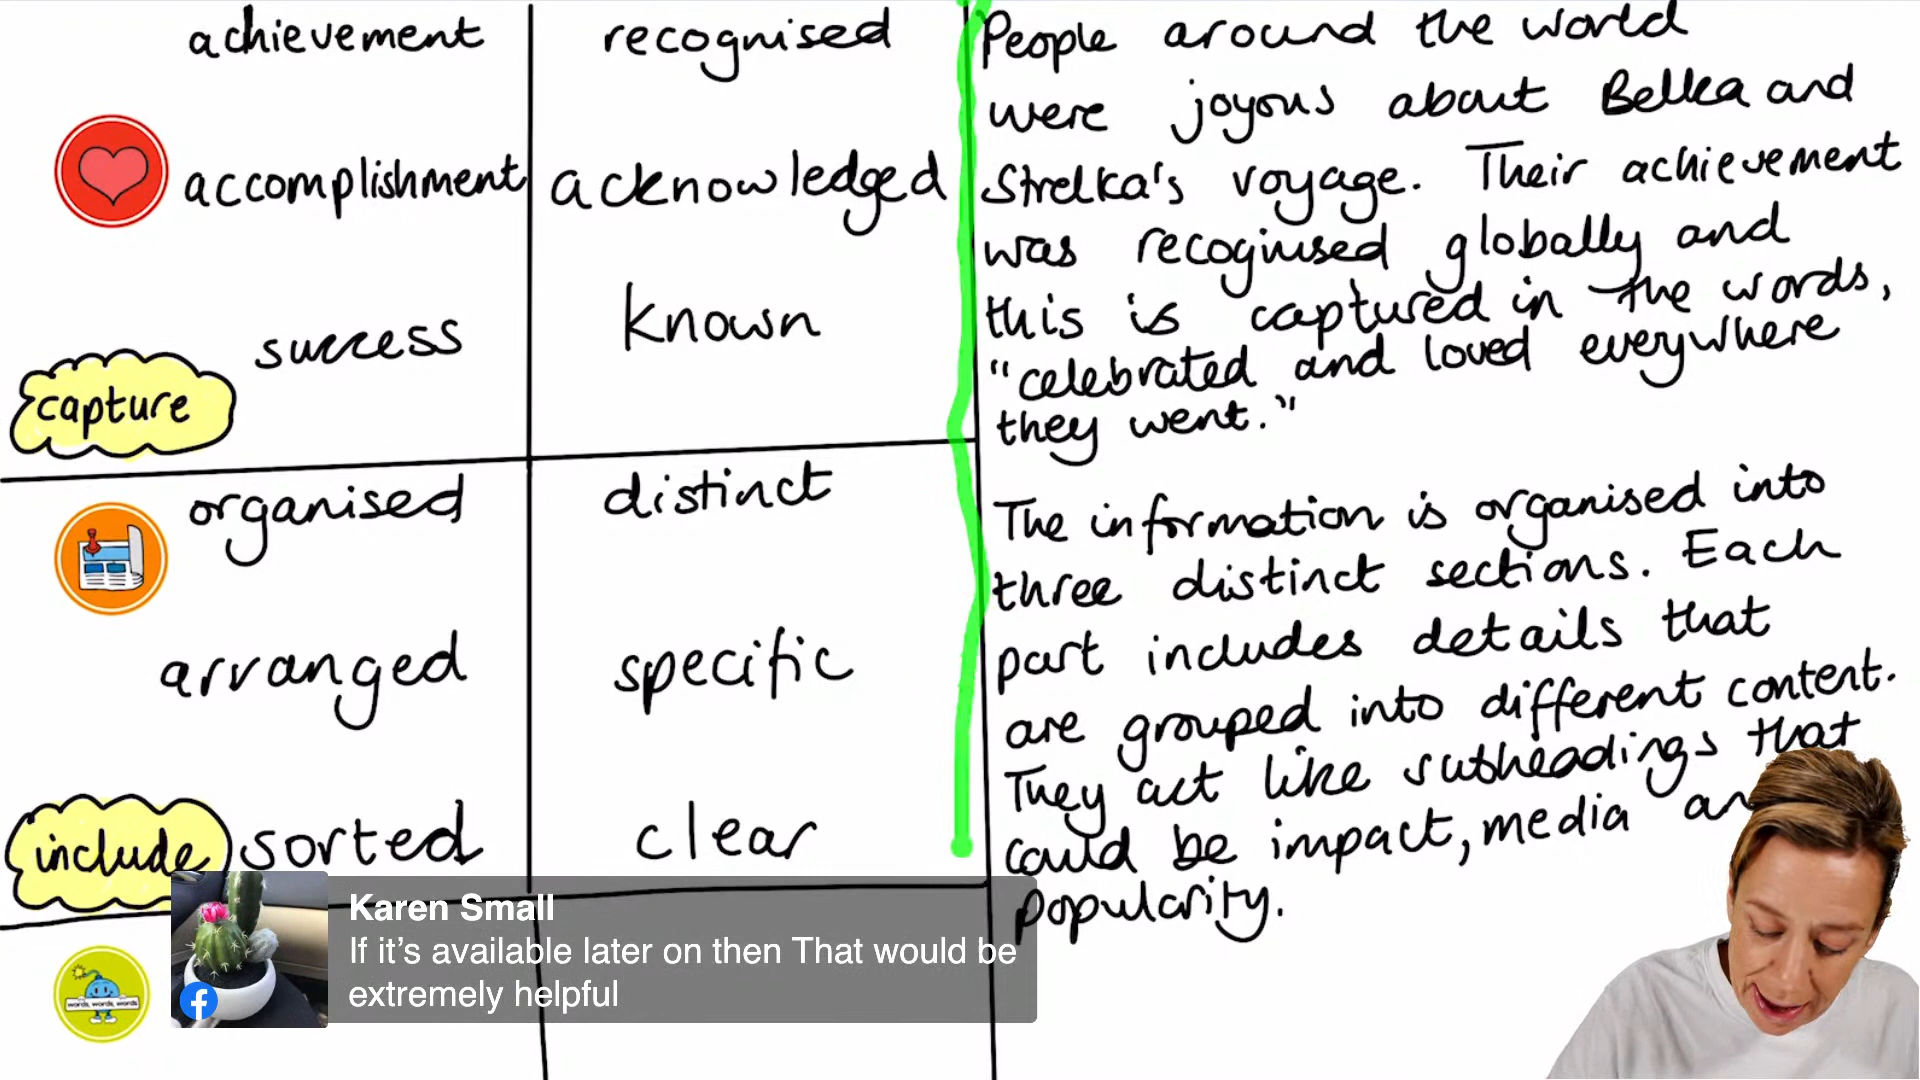 achievement
recognised
accomplishment
acknowledged
success
known
capture
People around the world
were joyous about Belka and
Strelka's voyage. Their achievement
was recognised globally and
this is captured in the words,
"celebrated and loved everywhere
they went."
organised
distinct
arranged
specific
include
sorted
clear
The information is organised into
three distinct sections. Each
part includes details that
are grouped into different content.
They act like subheadings that
could be impact, media
popularity.
words, words, words
Karen Small
If it's available later on then That would be
extremely helpful